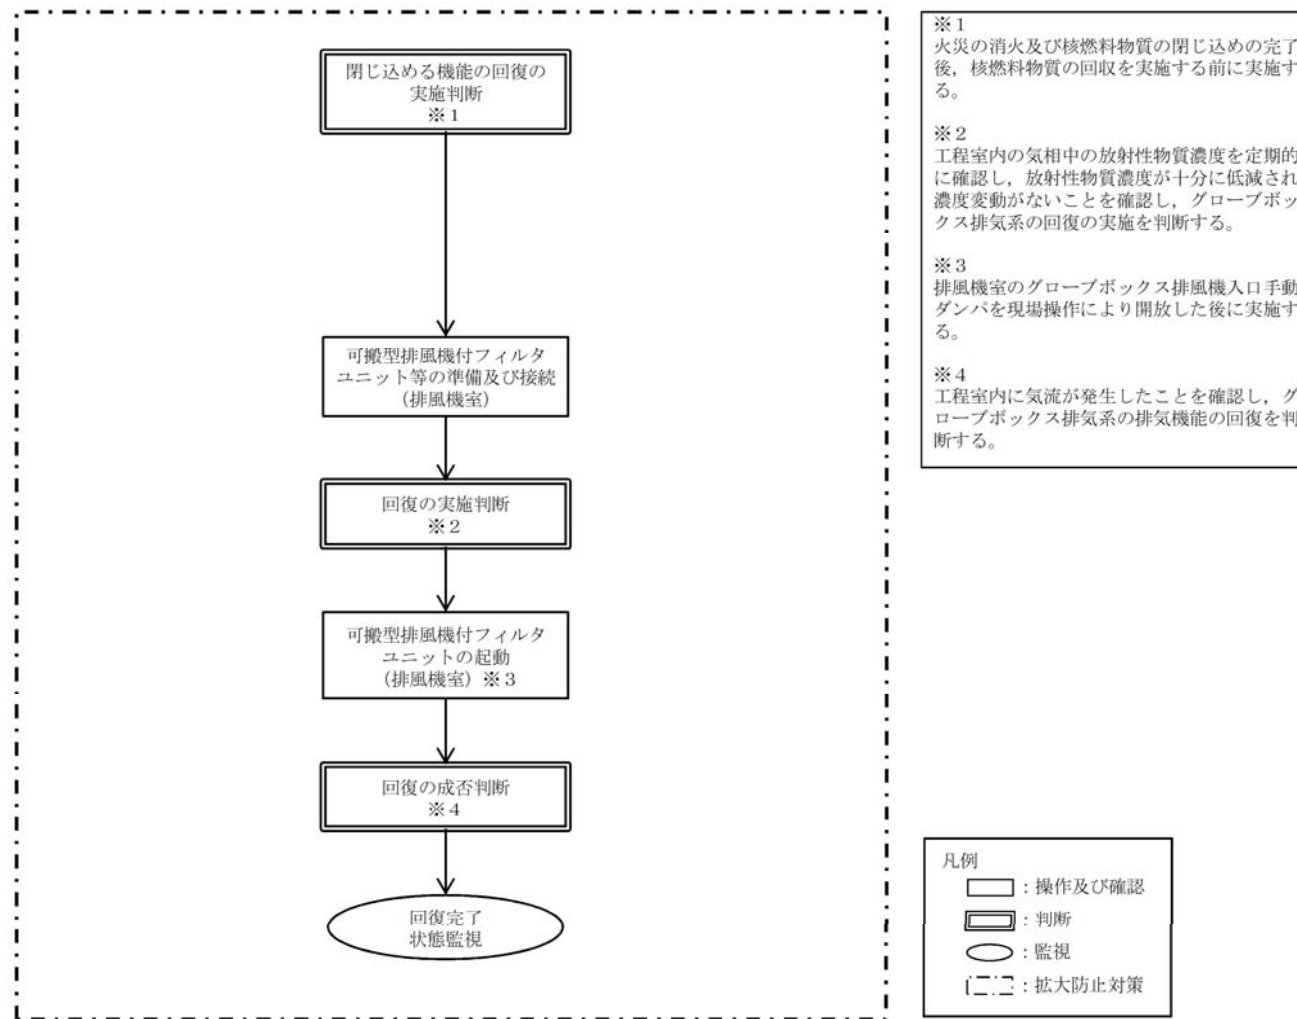 閉じ込める機能の回復の
実施判断
※1
可搬型排風機付フィルタ
ユニット等の準備及び接続
（排風機室）
回復の実施判断
※2
可搬型排風機付フィルタ
ユニットの起動
（排風機室）※3
回復の成否判断
※4
回復完了
状態監視
※1
火災の消火及び核燃料物質の閉じ込めの完了
後，核燃料物質の回収を実施する前に実施す
る。
※2
工程室内の気相中の放射性物質濃度を定期的
に確認し，放射性物質濃度が十分に低減され
濃度変動がないことを確認し，グローブボッ
クス排気系の回復の実施を判断する。
※3
排風機室のグローブボックス排風機入口手動
ダンパを現場操作により開放した後に実施す
る。
※4
工程室内に気流が発生したことを確認し，グ
ローブボックス排気系の排気機能の回復を判
断する。
凡例
：操作及び確認
：判断
：監視
：拡大防止対策